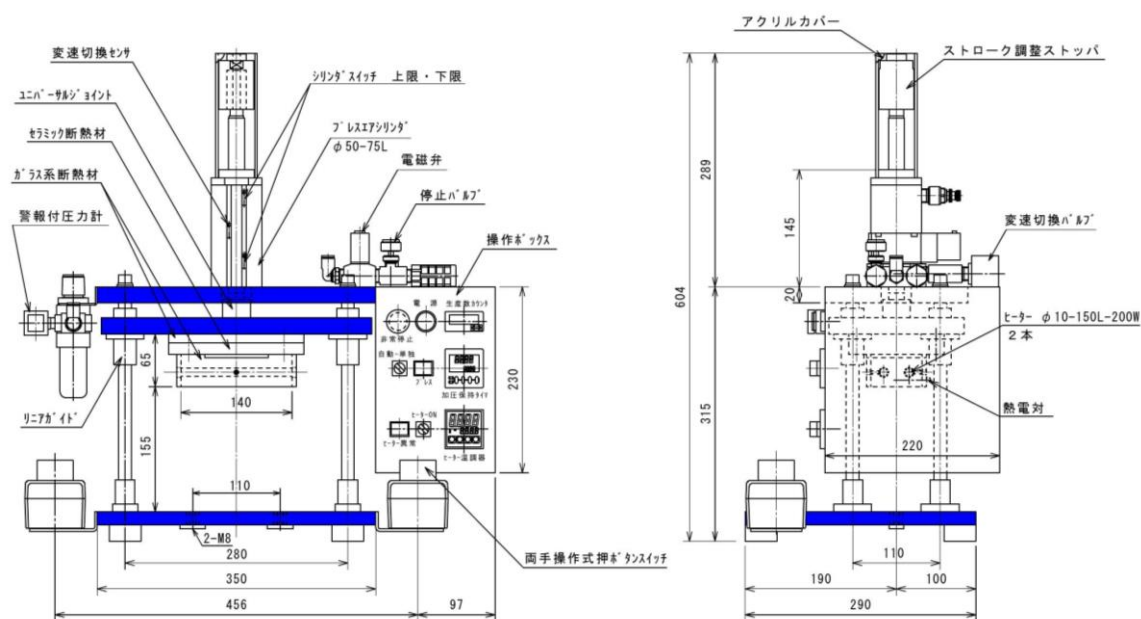 変速切換ｾﾝｻ
ﾕﾆﾊﾞｰｻﾙｼﾞｮｲﾝﾄ
ｾﾗﾐｯｸ断熱材
ｶﾞﾗｽ系断熱材
警報付圧力計
ｼﾘﾝﾀﾞｽｲｯﾁ 上限・下限
ﾌﾟﾚｽｴｱｼﾘﾝﾀﾞ
φ50-75L
電磁弁
停止ﾊﾞﾙﾌﾞ
操作ﾎﾞｯｸｽ
電 源
生産数ｶｳﾝﾀ
非常停止
自動-単独
ﾌﾟﾚｽ
加圧保持ﾀｲﾏ
ﾋｰﾀｰON
ﾋｰﾀｰ異常
ﾋｰﾀｰ温調器
ﾘﾆｱｶﾞｲﾄﾞ
65
140
155
230
110
2-M8
280
350
456
97
両手操作式押ﾎﾞﾀﾝｽｲｯﾁ
アクリルカバー
ストローク調整ストッパ
変速切換ﾊﾞﾙﾌﾞ
ﾋｰﾀｰ φ10-150L-200W
２本
熱電対
604
289
145
20
315
220
110
190
100
290